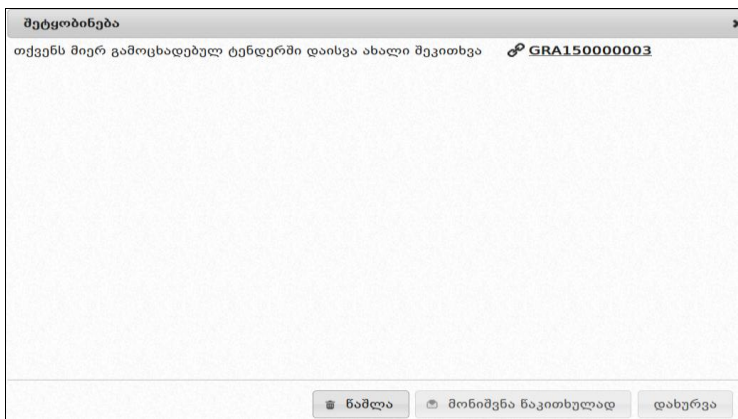 შეტყობინება
თქვენს მიერ გამოცხადებულ ტენდერში დაისვა ახალი შეკითხვა GRA150000003
წაშლა მონიშვნა წაკითხულად დახურვა